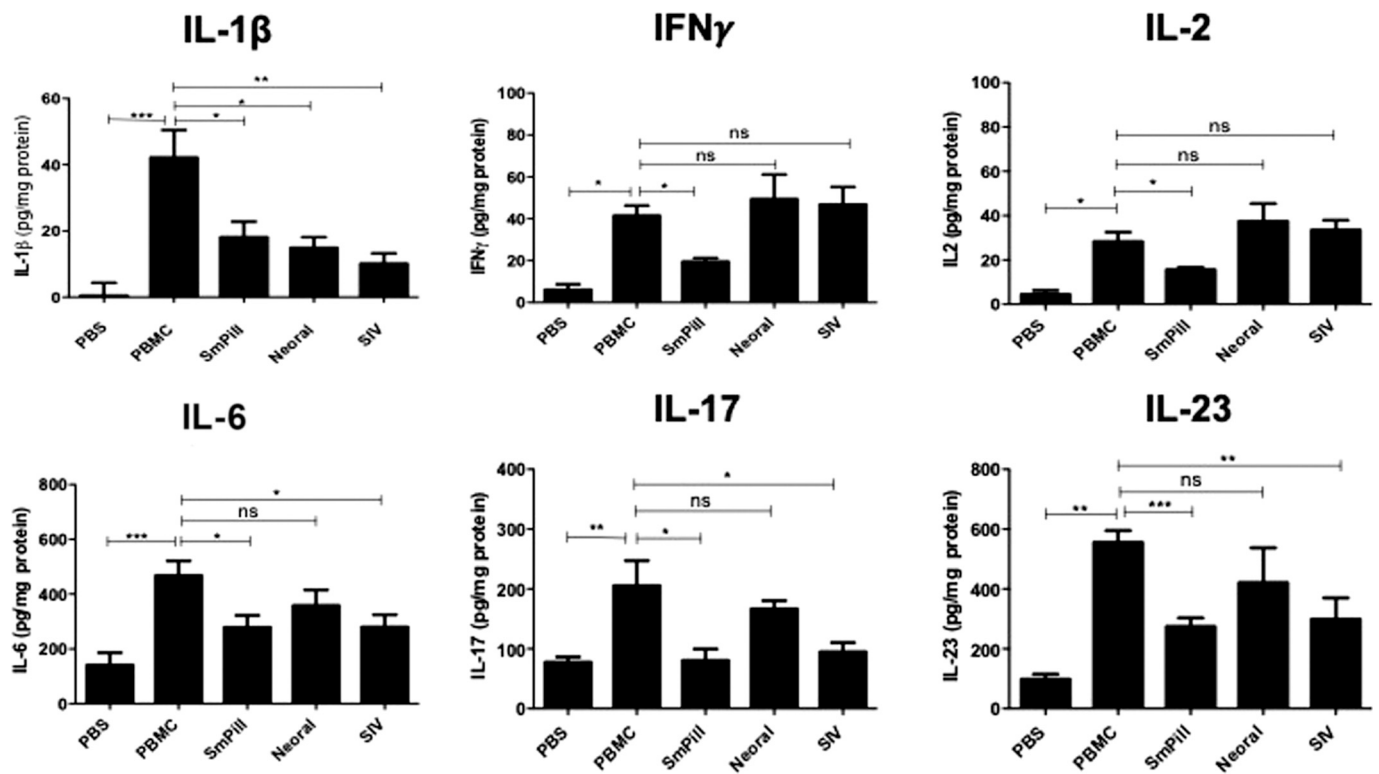 IL-1β
IL-1β (pg/mg protein)
60
40
20
0
***
*
*
**
PBS
PBMC
SmPill
Neoral
SIV
IFNγ
IFNγ (pg/mg protein)
100
80
60
40
20
0
*
*
ns
ns
PBS
PBMC
SmPill
Neoral
SIV
IL-2
IL2 (pg/mg protein)
100
80
60
40
20
0
*
*
ns
ns
PBS
PBMC
SmPill
Neoral
SIV
IL-6
IL-6 (pg/mg protein)
800
600
400
200
0
***
*
ns
*
PBS
PBMC
SmPill
Neoral
SIV
IL-17
IL-17 (pg/mg protein)
400
300
200
100
0
**
*
ns
*
PBS
PBMC
SmPill
Neoral
SIV
IL-23
IL-23 (pg/mg protein)
800
600
400
200
0
**
***
ns
**
PBS
PBMC
SmPill
Neoral
SIV